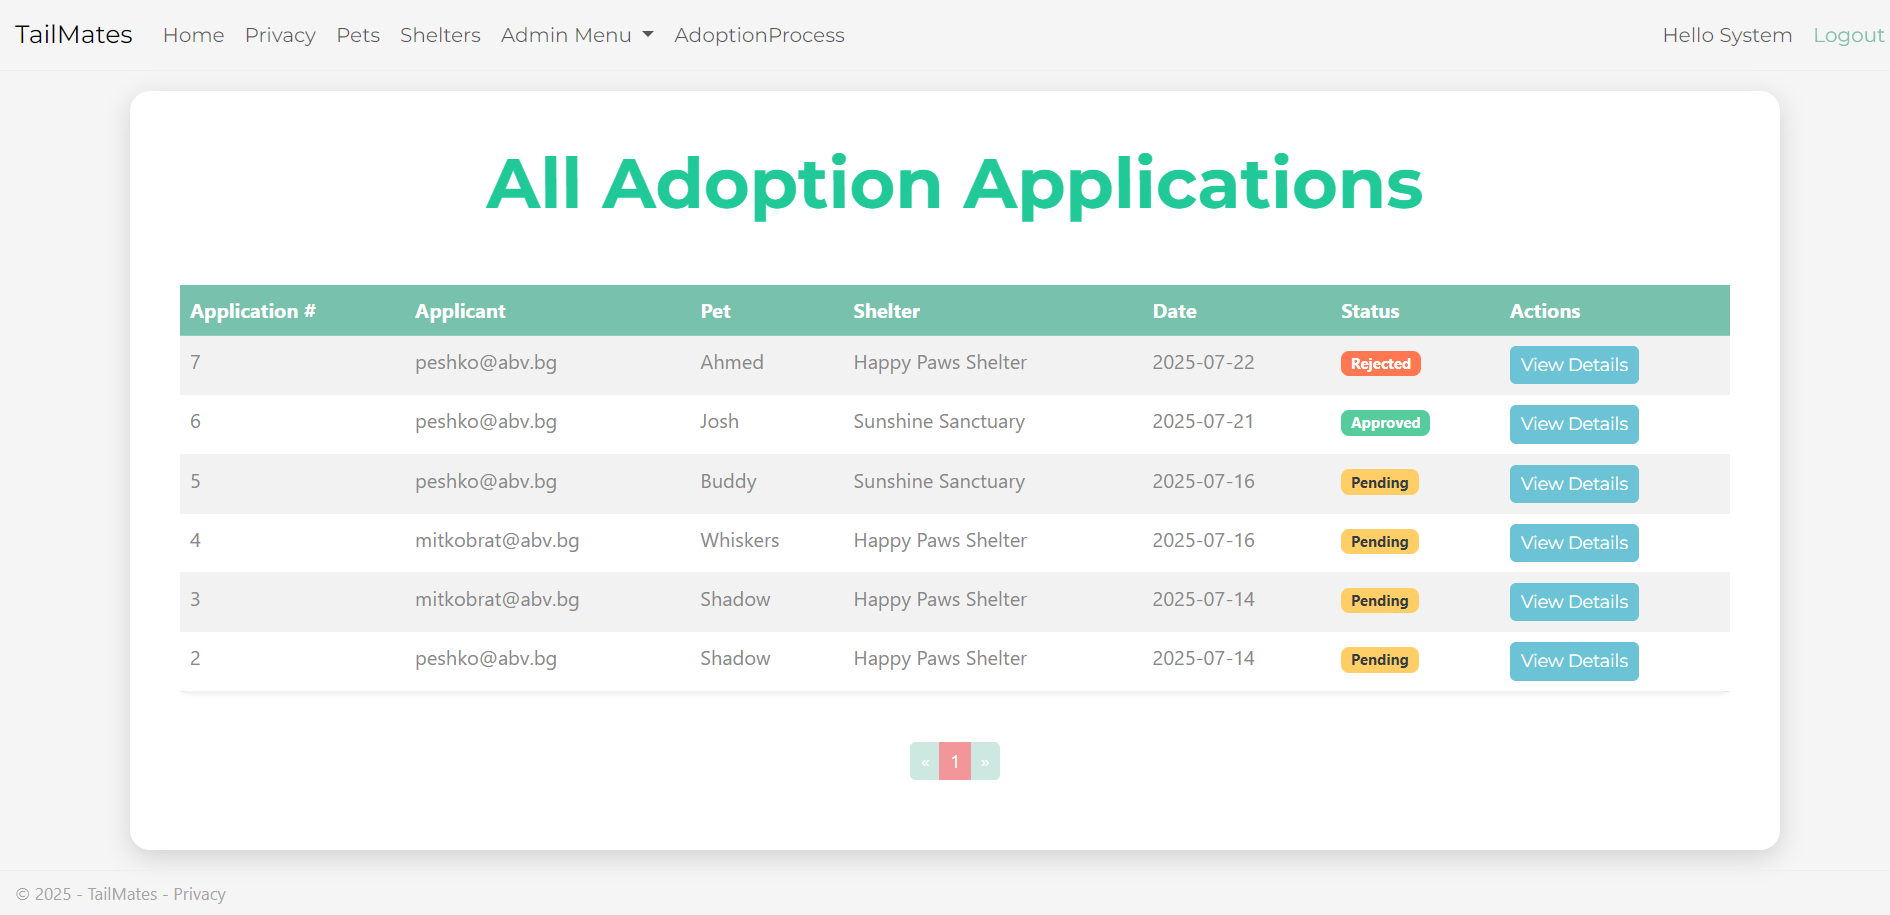 TailMates Home Privacy Pets Shelters Admin Menu AdoptionProcess Hello System Logout
All Adoption Applications
Application # Applicant Pet Shelter Date Status Actions
7 peshko@abv.bg Ahmed Happy Paws Shelter 2025-07-22 Rejected View Details
6 peshko@abv.bg Josh Sunshine Sanctuary 2025-07-21 Approved View Details
5 peshko@abv.bg Buddy Sunshine Sanctuary 2025-07-16 Pending View Details
4 mitkobrat@abv.bg Whiskers Happy Paws Shelter 2025-07-16 Pending View Details
3 mitkobrat@abv.bg Shadow Happy Paws Shelter 2025-07-14 Pending View Details
2 peshko@abv.bg Shadow Happy Paws Shelter 2025-07-14 Pending View Details
« 1 »
© 2025 - TailMates - Privacy